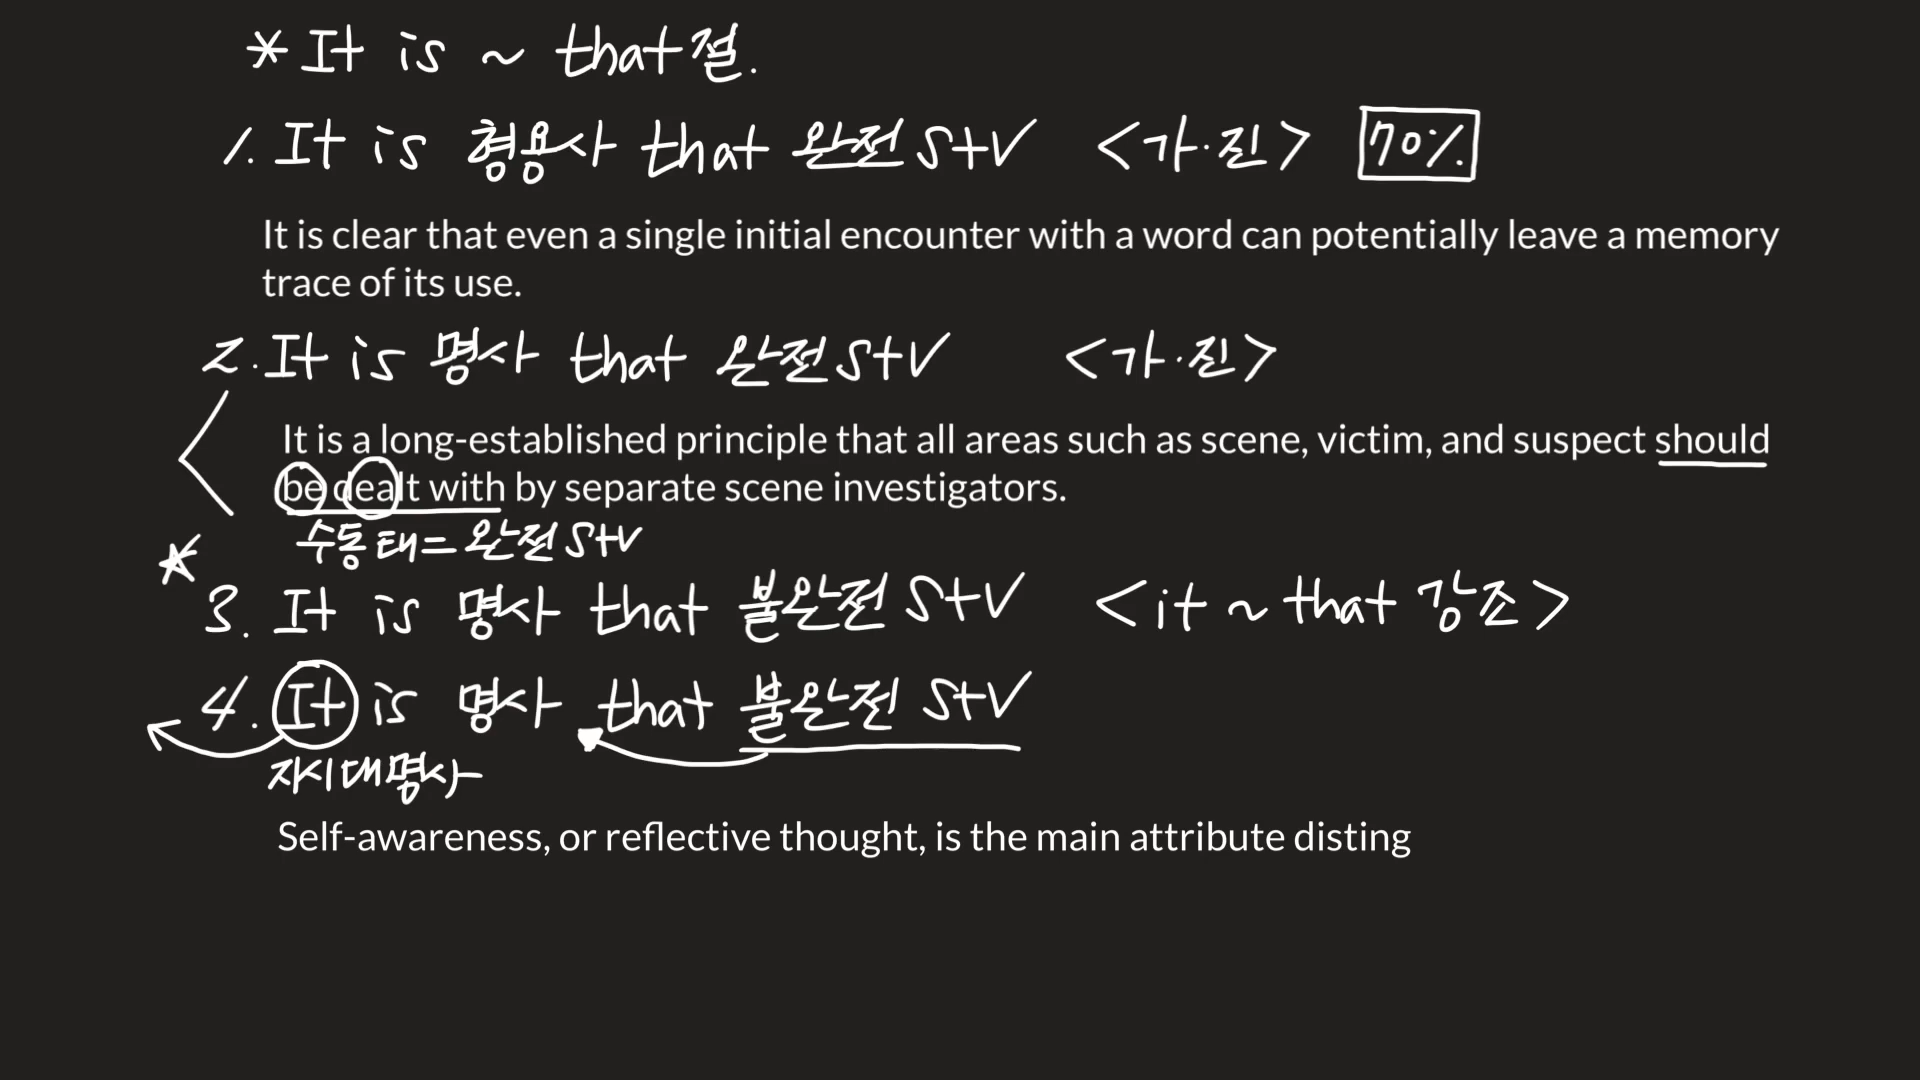 * It is ~ that절.
1. It is 형용사 that 완전 S+V <가·진> 70%
It is clear that even a single initial encounter with a word can potentially leave a memory
trace of its use.
2. It is 명사 that 완전 S+V <가·진>
It is a long-established principle that all areas such as scene, victim, and suspect should
be dealt with by separate scene investigators.
수동태 = 완전 S+V
3. It is 명사 that 불완전 S+V <it ~ that 강조>
4. It is 명사 that 불완전 S+V
지시대명사
Self-awareness, or reflective thought, is the main attribute disting